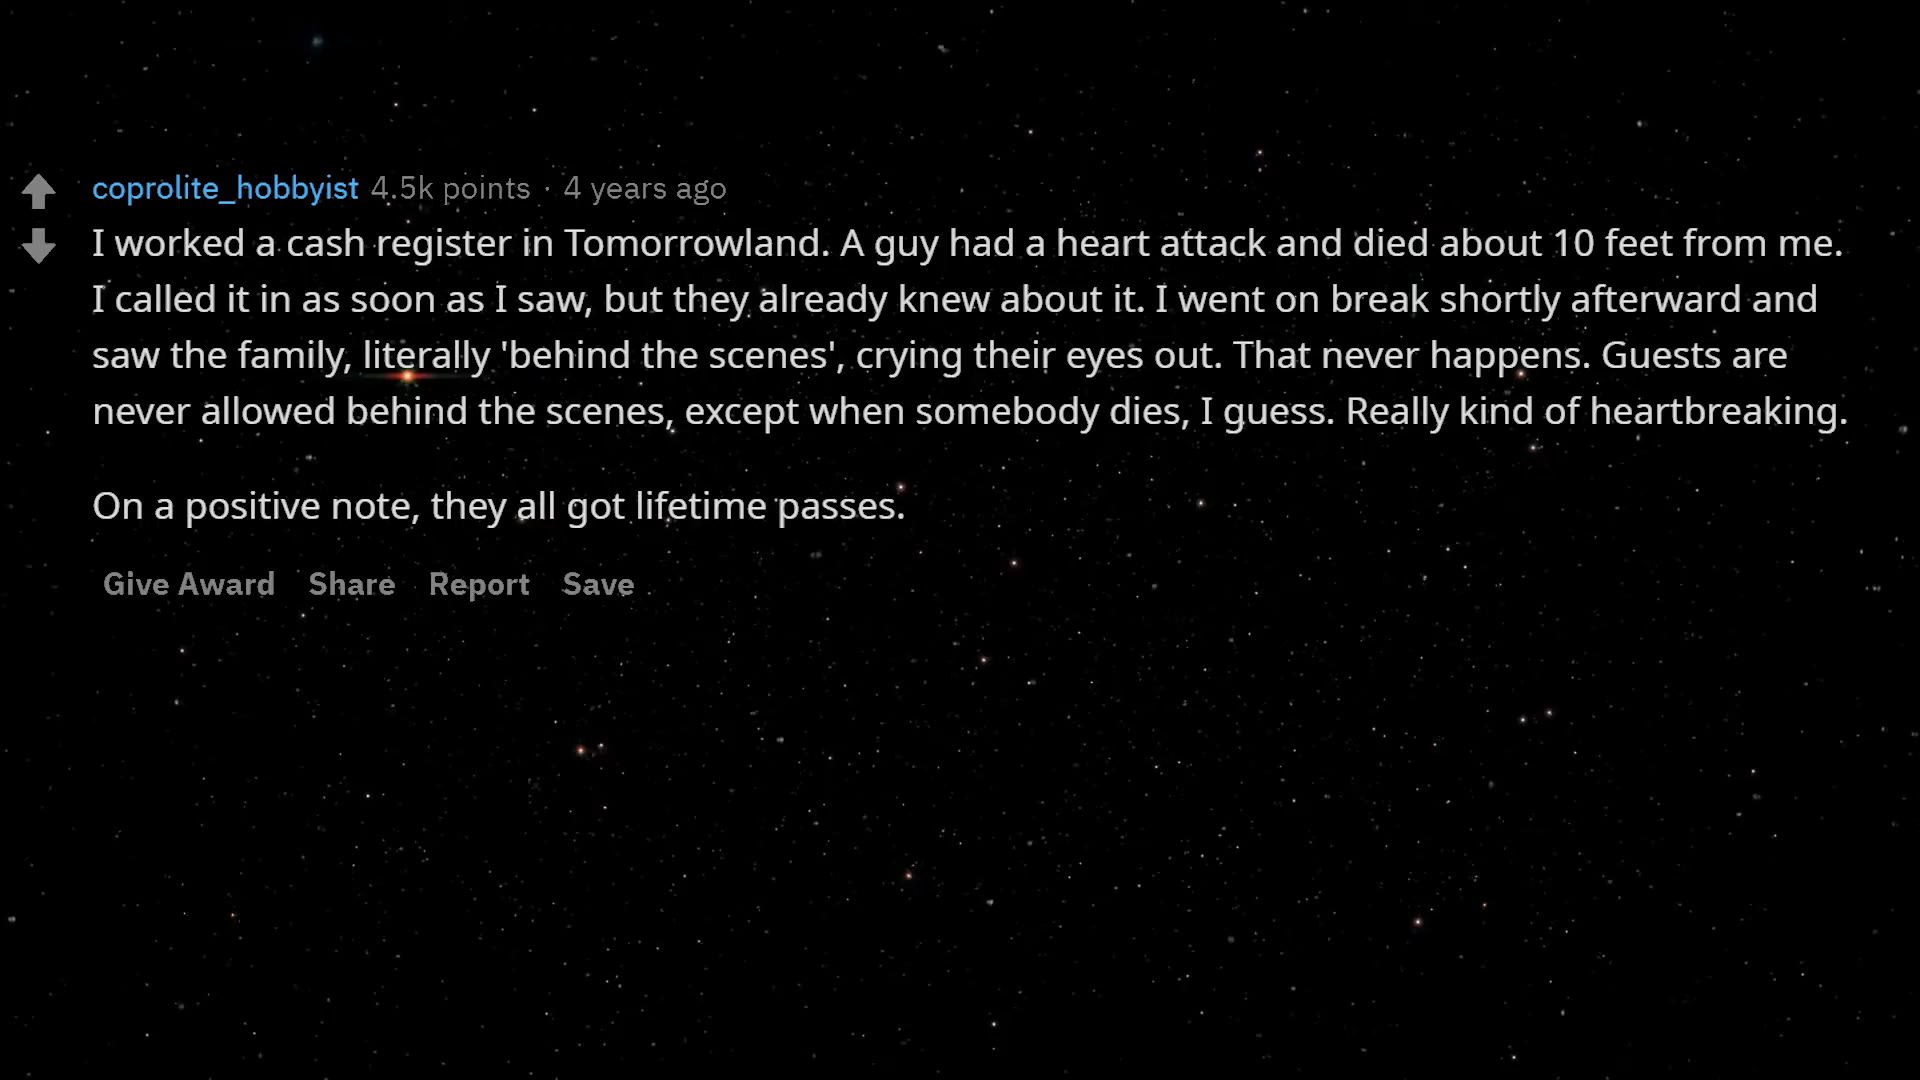 coprolite_hobbyist 4.5k points · 4 years ago
I worked a cash register in Tomorrowland. A guy had a heart attack and died about 10 feet from me.
I called it in as soon as I saw, but they already knew about it. I went on break shortly afterward and
saw the family, literally 'behind the scenes', crying their eyes out. That never happens. Guests are
never allowed behind the scenes, except when somebody dies, I guess. Really kind of heartbreaking.
On a positive note, they all got lifetime passes.
Give Award Share Report Save